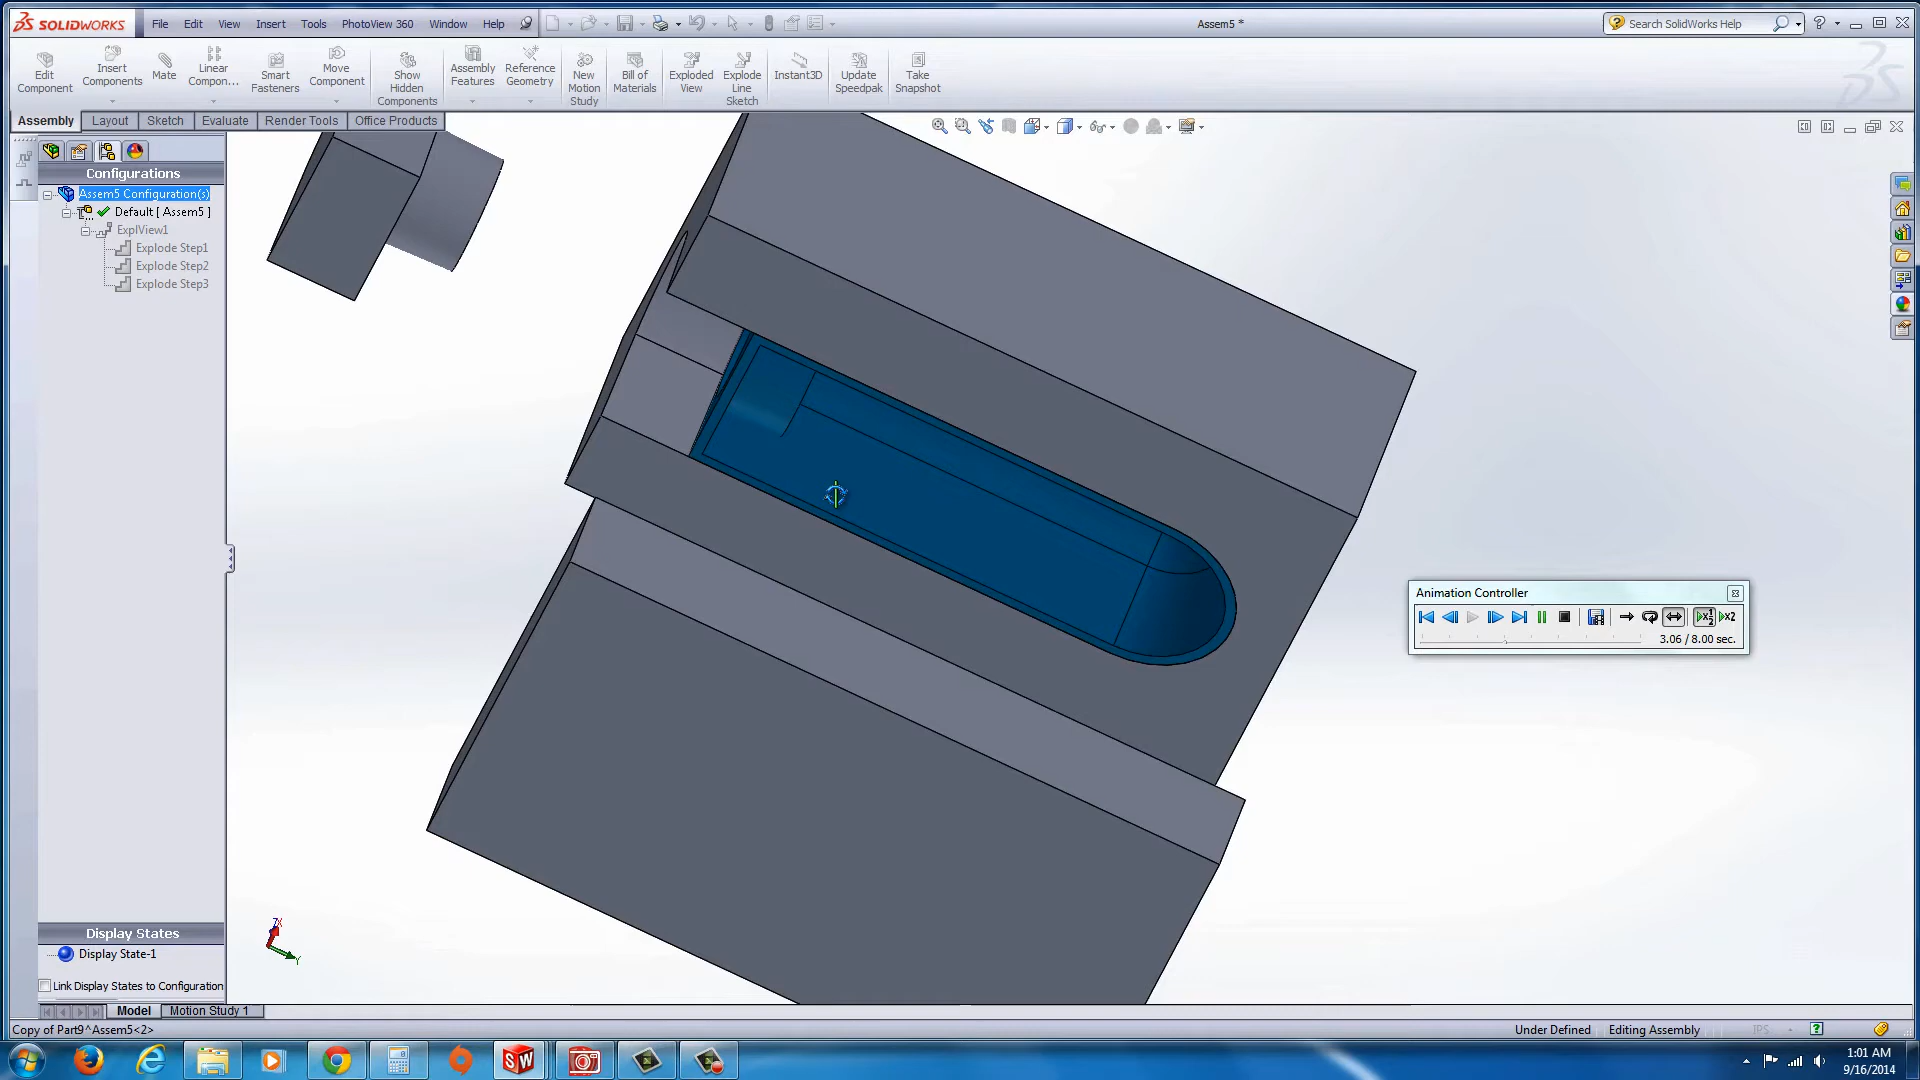 SOLIDWORKS File Edit View Insert Tools PhotoView 360 Window Help Assem5 * Search SolidWorks Help
Edit Component
Insert Components
Mate
Linear Compon...
Smart Fasteners
Move Component
Show Hidden Components
Assembly Features
Reference Geometry
New Motion Study
Bill of Materials
Exploded View
Explode Line Sketch
Instant3D
Update Speedpak
Take Snapshot
Assembly Layout Sketch Evaluate Render Tools Office Products
Configurations
Assem5 Configuration(s)
Default [ Assem5 ]
ExplView1
Explode Step1
Explode Step2
Explode Step3
Animation Controller
3.06 / 8.00 sec.
Display States
Display State-1
Link Display States to Configuration
Model Motion Study 1
Copy of Part9^Assem5<2> Under Defined Editing Assembly IPS
1:01 AM
9/16/2014